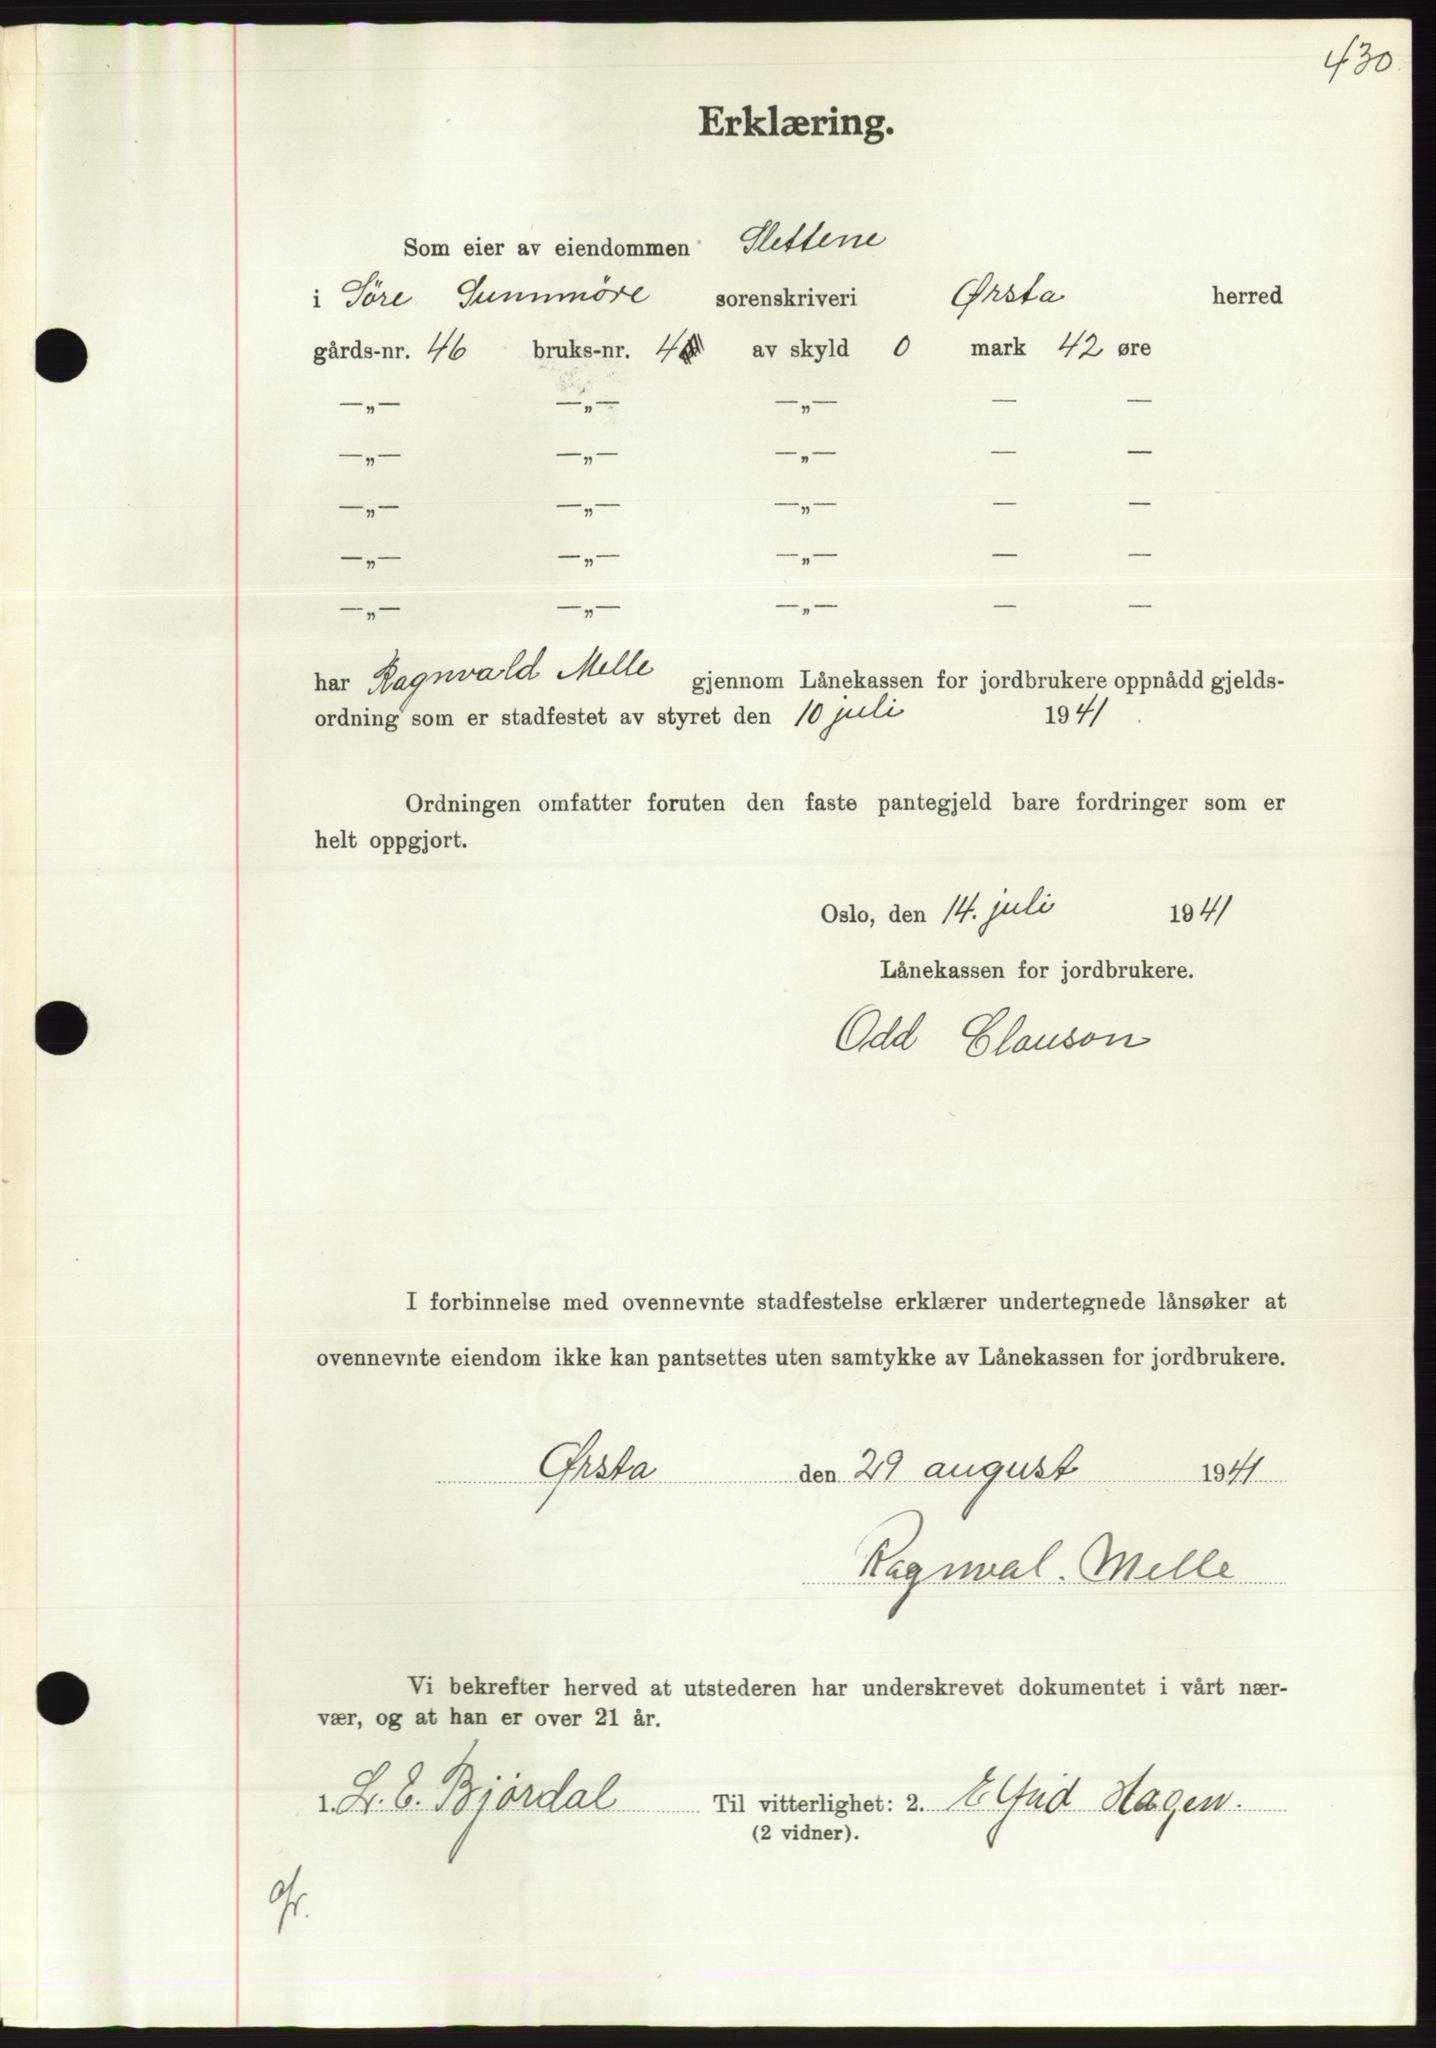 430
Erklæring.
Som eier av eiendommen Slettene
i Søre Sunnmøre sorenskriveri Ørsta herred
gårds-nr. 46 bruks-nr. 4 av skyld 0 mark 42 øre
—„— —„— —„— — —
—„— —„— —„— — —
—„— —„— —„— — —
—„— —„— —„— — —
—„— —„— —„— — —
har Ragnvald Melle gjennom Lånekassen for jordbrukere oppnådd gjelds-
ordning som er stadfestet av styret den 10 juli 1941.
Ordningen omfatter foruten den faste pantegjeld bare fordringer som er
helt oppgjort.
Oslo, den 14. juli 1941
Lånekassen for jordbrukere.
Odd Clauson
I forbinnelse med ovennevnte stadfestelse erklærer undertegnede lånsøker at
ovennevnte eiendom ikke kan pantsettes uten samtykke av Lånekassen for jordbrukere.
Ørsta den 29 august 1941
Ragnval. Melle
Vi bekrefter herved at utstederen har underskrevet dokumentet i vårt nær-
vær, og at han er over 21 år.
1. L. E. Bjørdal Til vitterlighet: 2. Hagen.
(2 vidner).